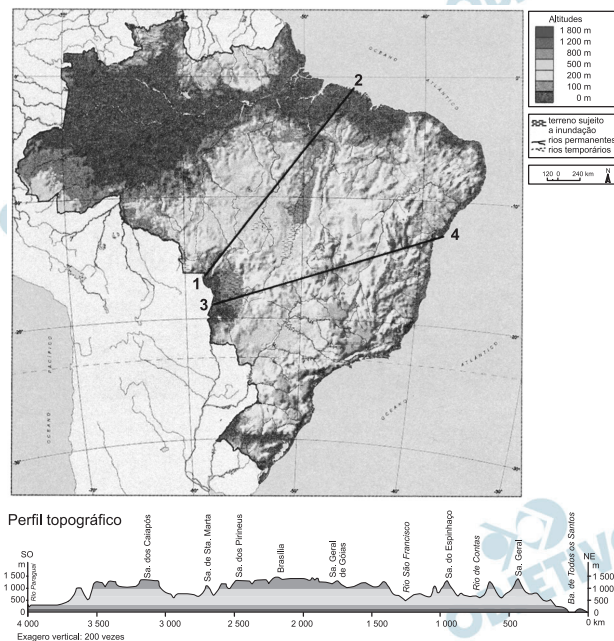 2
4
1
3
OCEANO
ATLÂNTICO
OCEANO
PACÍFICO
OCEANO
ATLÂNTICO
Altitudes
1 800 m
1 200 m
800 m
500 m
200 m
100 m
0 m
terreno sujeito
a inundação
rios permanentes
rios temporários
120 0 240 km
N
Perfil topográfico
SO
NE
m
m
Rio Paraguai
Sa. dos Caiapós
Sa. de Sta. Marta
Sa. dos Pirineus
Brasília
Sa. Geral
de Góias
Rio São Francisco
Sa. do Espinhaço
Rio de Contas
Sa. Geral
Ba. de Todos os Santos
1 500
1 000
500
0
1 500
1 000
500
0
4 000 3 500 3 000 2 500 2 000 1 500 1 000 500 0 km
Exagero vertical: 200 vezes
OBJETIVO